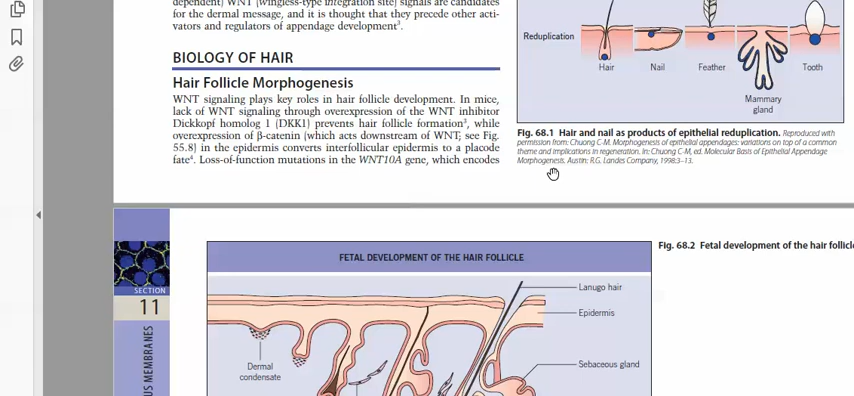 dependent) WNT (wingless-type integration site) signals are candidates
for the dermal message, and it is thought that they precede other acti-
vators and regulators of appendage development³.
BIOLOGY OF HAIR
Hair Follicle Morphogenesis
WNT signaling plays key roles in hair follicle development. In mice,
lack of WNT signaling through overexpression of the WNT inhibitor
Dickkopf homolog 1 (DKK1) prevents hair follicle formation³, while
overexpression of β-catenin (which acts downstream of WNT; see Fig.
55.8) in the epidermis converts interfollicular epidermis to a placode
fate⁴. Loss-of-function mutations in the WNT10A gene, which encodes
Reduplication
Hair
Nail
Feather
Mammary
gland
Tooth
Fig. 68.1 Hair and nail as products of epithelial reduplication. Reproduced with
permission from: Chuong C-M. Morphogenesis of epithelial appendages: variations on top of a common
theme and implications in regeneration. In: Chuong C-M, ed. Molecular Basis of Epithelial Appendage
Morphogenesis. Austin: R.G. Landes Company, 1998:3–13.
SECTION
11
US MEMBRANES
FETAL DEVELOPMENT OF THE HAIR FOLLICLE
Lanugo hair
Epidermis
Dermal
condensate
Sebaceous gland
Fig. 68.2 Fetal development of the hair follicle